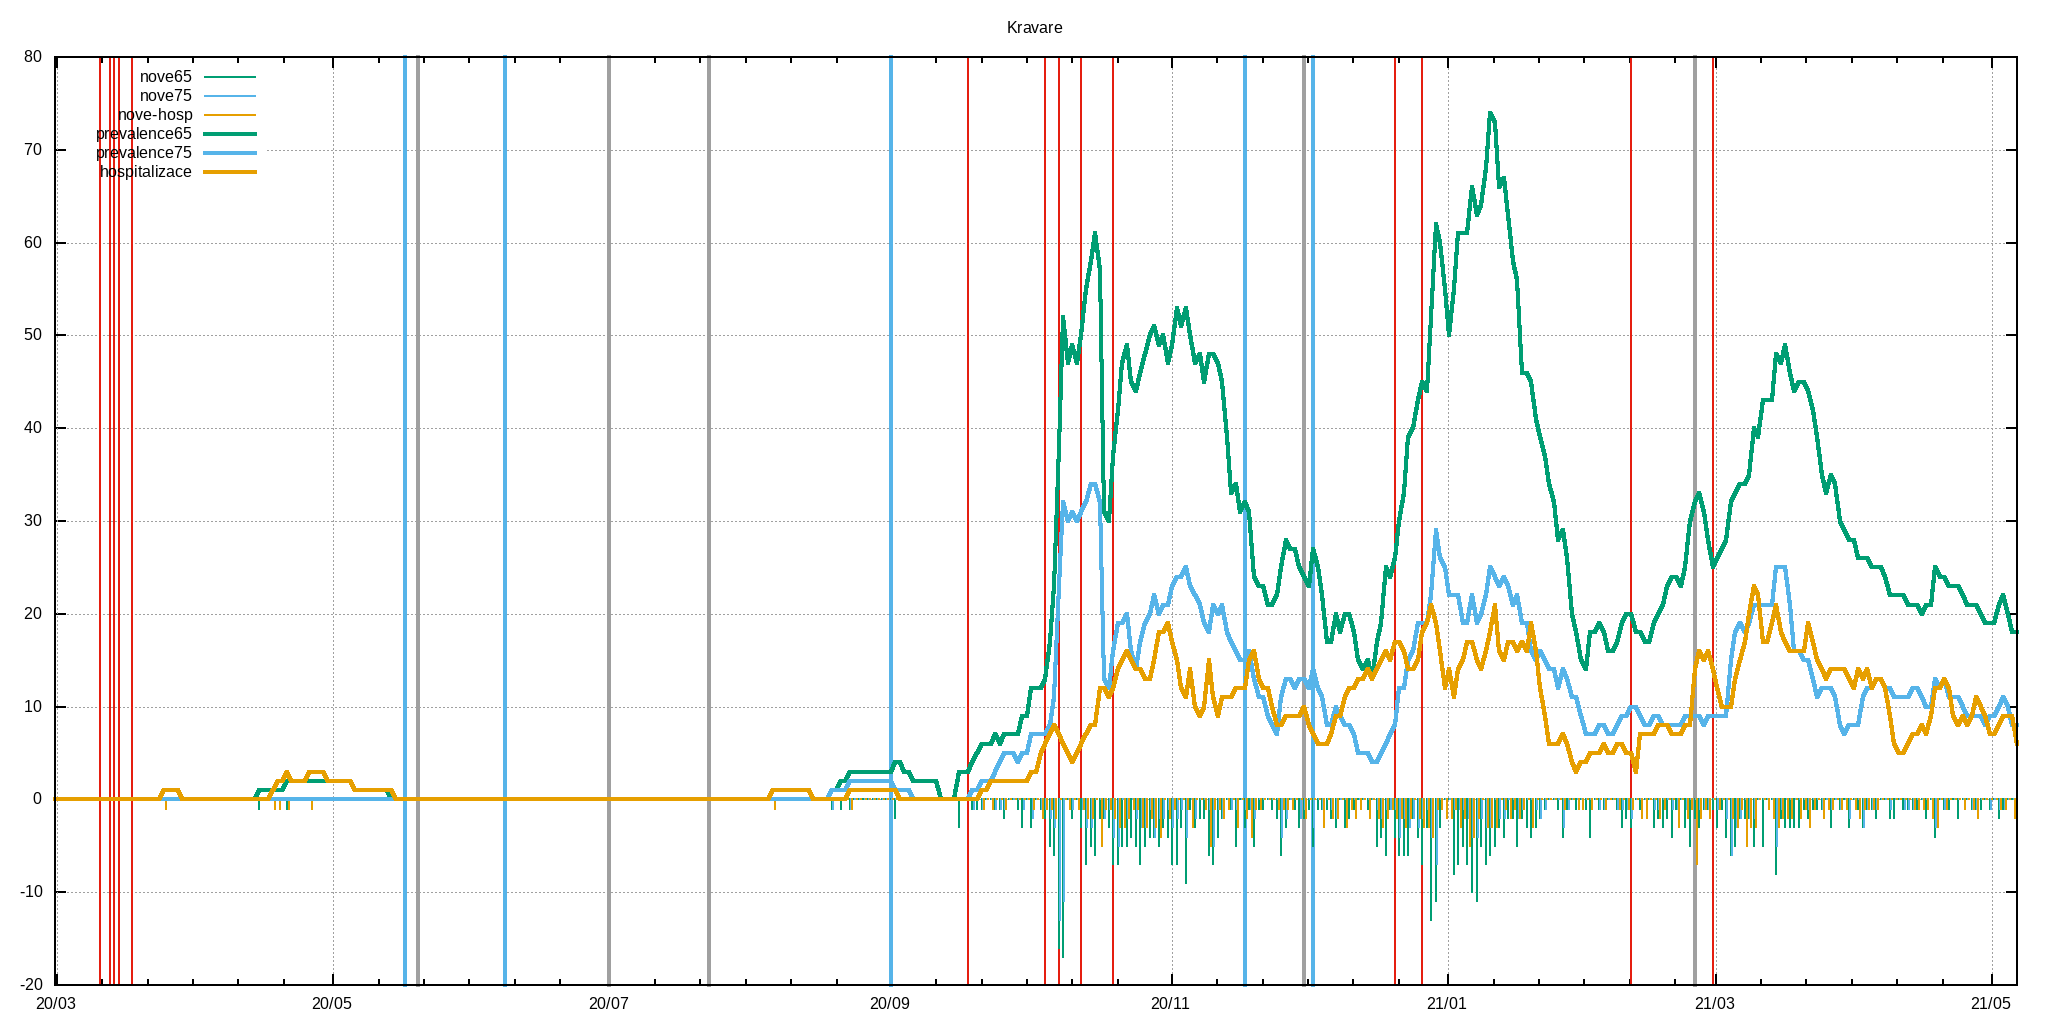 Kravare
80
70
60
50
40
30
20
10
0
-10
-20
nove65
nove75
nove-hosp
prevalence65
prevalence75
hospitalizace
20/03 20/05 20/07 20/09 20/11 21/01 21/03 21/05